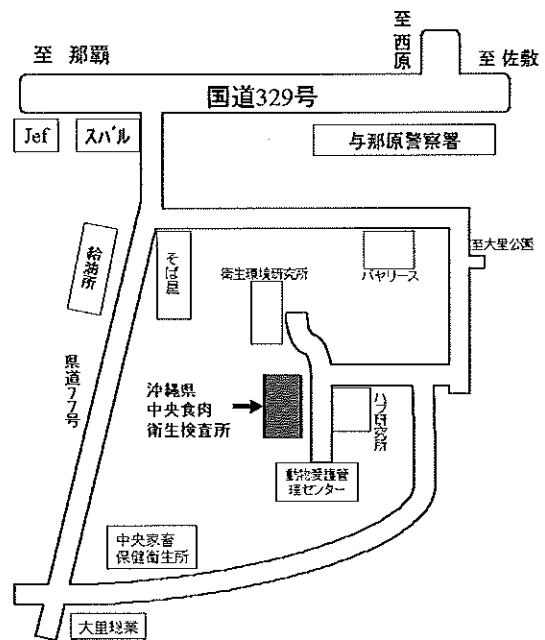 至 那覇
至西原
至 佐敷
国道329号
Jef
スバル
与那原警察署
給油所
そば屋
衛生環境研究所
バヤリース
至大里公園
県道77号
沖縄県
中央食肉
衛生検査所
ハブ研究所
動物愛護管
理センター
中央家畜
保健衛生所
大里総業